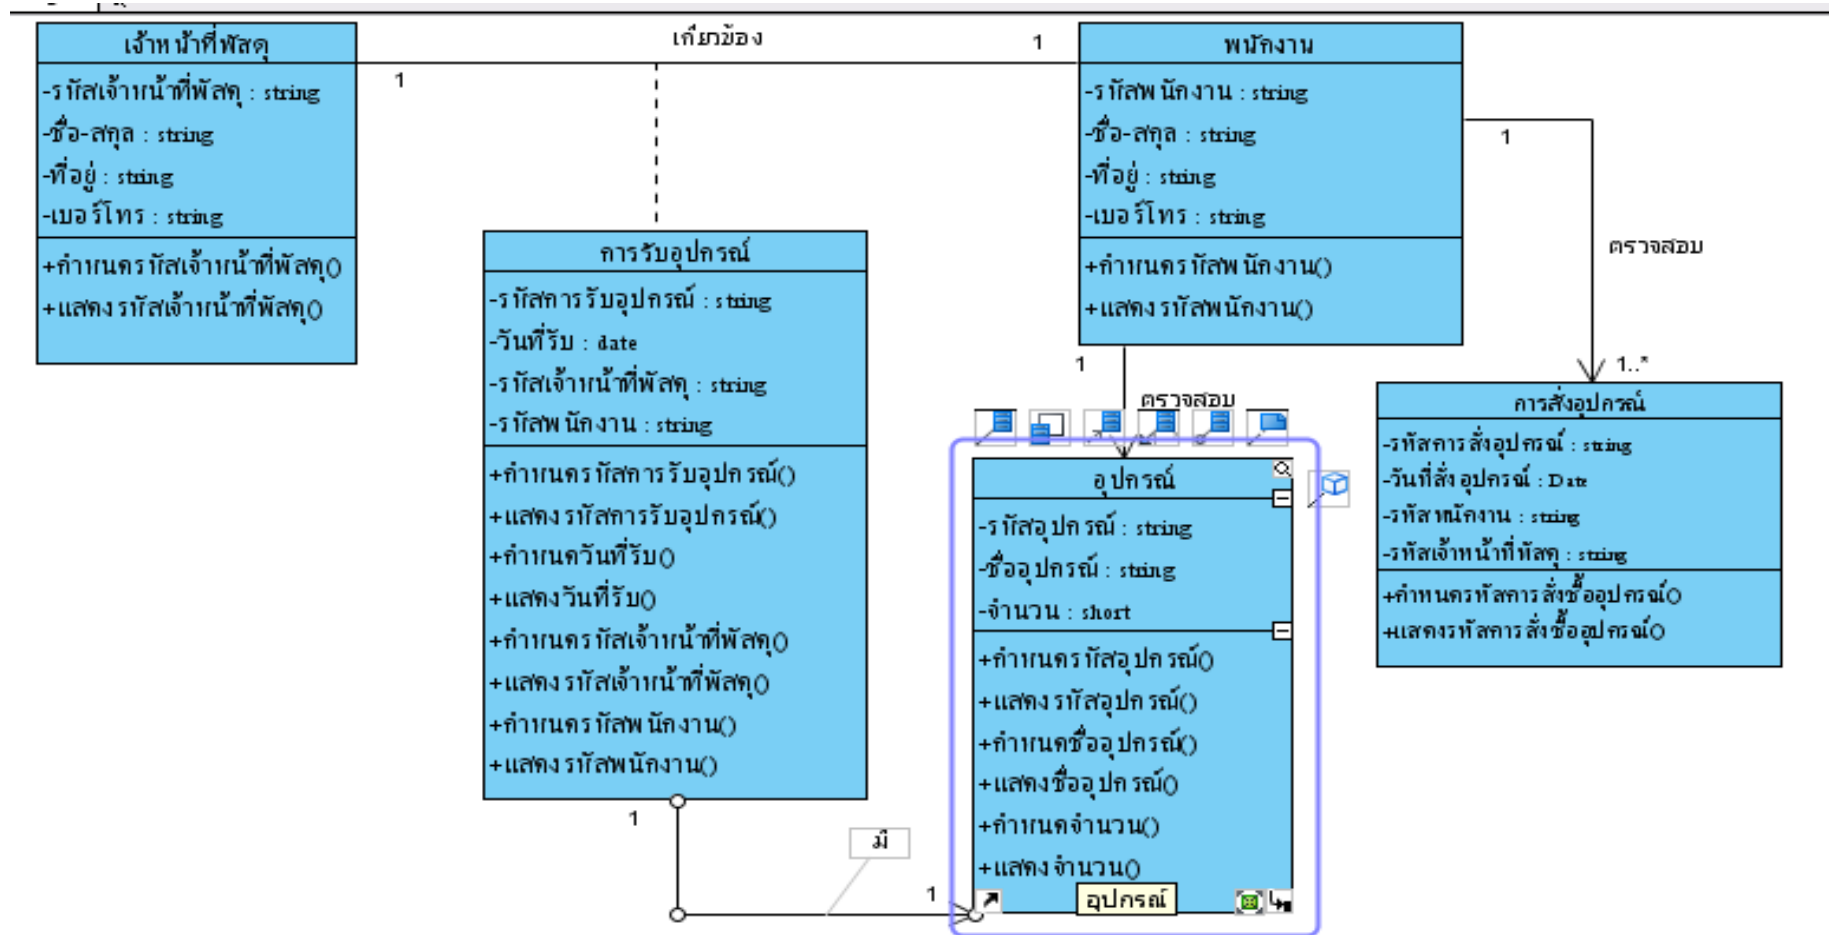 เจ้าหน้าที่พัสดุ
-รหัสเจ้าหน้าที่พัสดุ : string
-ชื่อ-สกุล : string
-ที่อยู่ : string
-เบอร์โทร : string
+กำหนดรหัสเจ้าหน้าที่พัสดุ()
+แสดงรหัสเจ้าหน้าที่พัสดุ()
1
เกี่ยวข้อง
1
พนักงาน
-รหัสพนักงาน : string
-ชื่อ-สกุล : string
-ที่อยู่ : string
-เบอร์โทร : string
+กำหนดรหัสพนักงาน()
+แสดงรหัสพนักงาน()
1
ตรวจสอบ
1..*
1
ตรวจสอบ
การรับอุปกรณ์
-รหัสการรับอุปกรณ์ : string
-วันที่รับ : date
-รหัสเจ้าหน้าที่พัสดุ : string
-รหัสพนักงาน : string
+กำหนดรหัสการรับอุปกรณ์()
+แสดงรหัสการรับอุปกรณ์()
+กำหนดวันที่รับ()
+แสดงวันที่รับ()
+กำหนดรหัสเจ้าหน้าที่พัสดุ()
+แสดงรหัสเจ้าหน้าที่พัสดุ()
+กำหนดรหัสพนักงาน()
+แสดงรหัสพนักงาน()
1
มี
1
อุปกรณ์
-รหัสอุปกรณ์ : string
-ชื่ออุปกรณ์ : string
-จำนวน : short
+กำหนดรหัสอุปกรณ์()
+แสดงรหัสอุปกรณ์()
+กำหนดชื่ออุปกรณ์()
+แสดงชื่ออุปกรณ์()
+กำหนดจำนวน()
+แสดงจำนวน()
อุปกรณ์
การสั่งอุปกรณ์
-รหัสการสั่งอุปกรณ์ : string
-วันที่สั่งอุปกรณ์ : Date
-รหัสพนักงาน : string
-รหัสเจ้าหน้าที่พัสดุ : string
+กำหนดรหัสการสั่งซื้ออุปกรณ์()
+แสดงรหัสการสั่งซื้ออุปกรณ์()